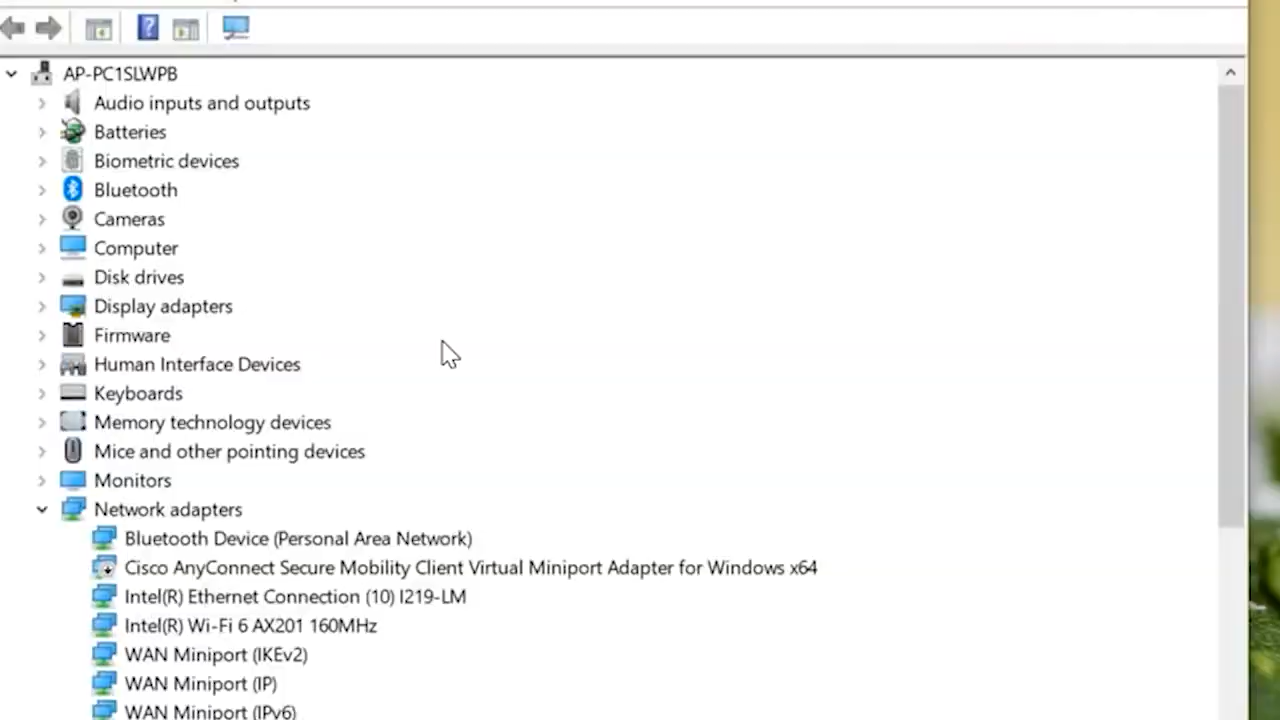 AP-PC1SLWPB
Audio inputs and outputs
Batteries
Biometric devices
Bluetooth
Cameras
Computer
Disk drives
Display adapters
Firmware
Human Interface Devices
Keyboards
Memory technology devices
Mice and other pointing devices
Monitors
Network adapters
Bluetooth Device (Personal Area Network)
Cisco AnyConnect Secure Mobility Client Virtual Miniport Adapter for Windows x64
Intel(R) Ethernet Connection (10) I219-LM
Intel(R) Wi-Fi 6 AX201 160MHz
WAN Miniport (IKEv2)
WAN Miniport (IP)
WAN Miniport (IPv6)